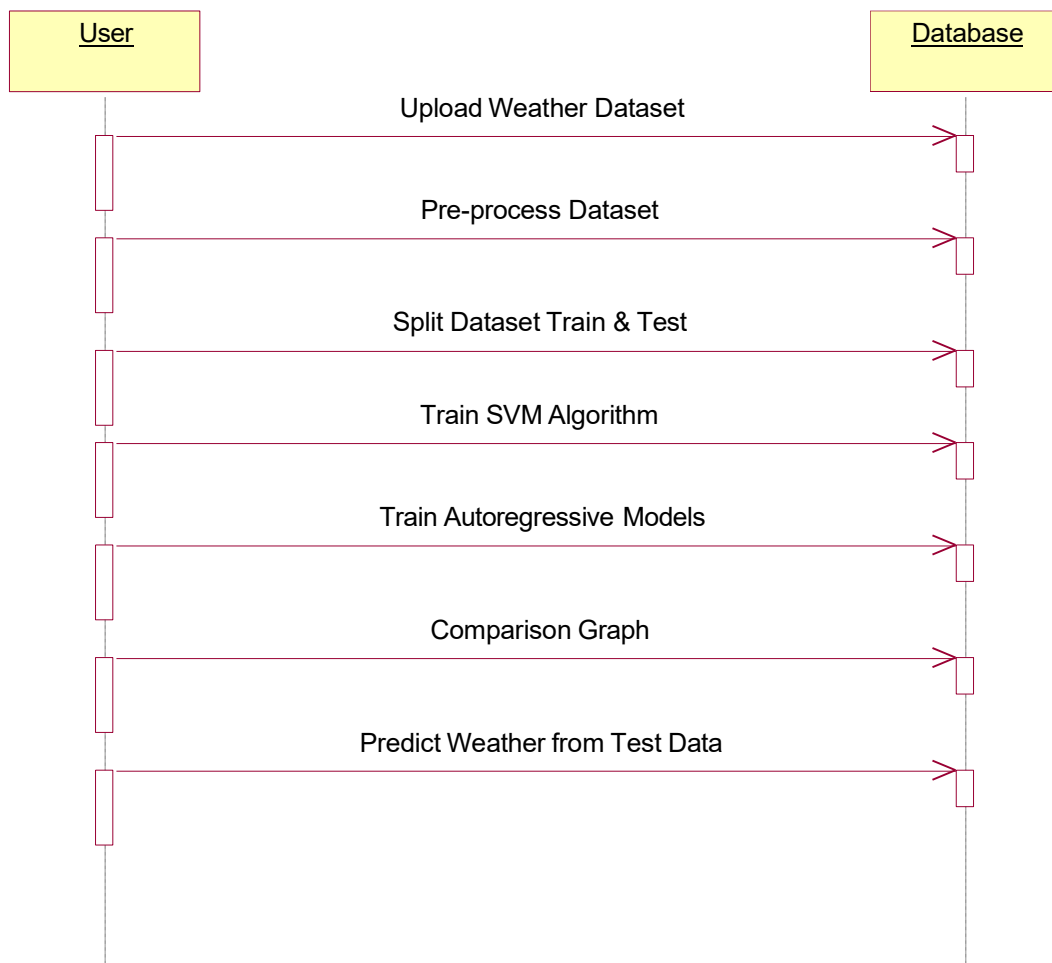 User
Database
Upload Weather Dataset
Pre-process Dataset
Split Dataset Train & Test
Train SVM Algorithm
Train Autoregressive Models
Comparison Graph
Predict Weather from Test Data